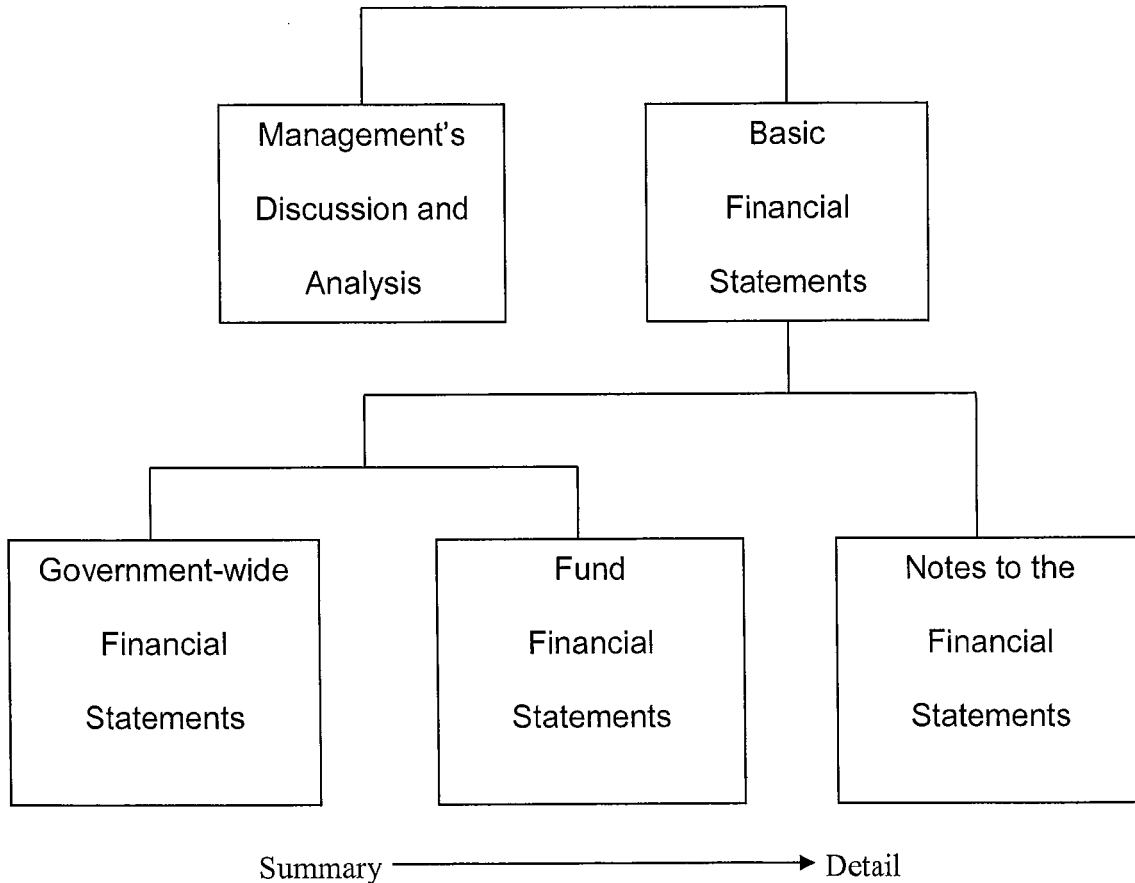 Management's
Discussion and
Analysis
Basic
Financial
Statements
Government-wide
Financial
Statements
Fund
Financial
Statements
Notes to the
Financial
Statements
Summary
Detail